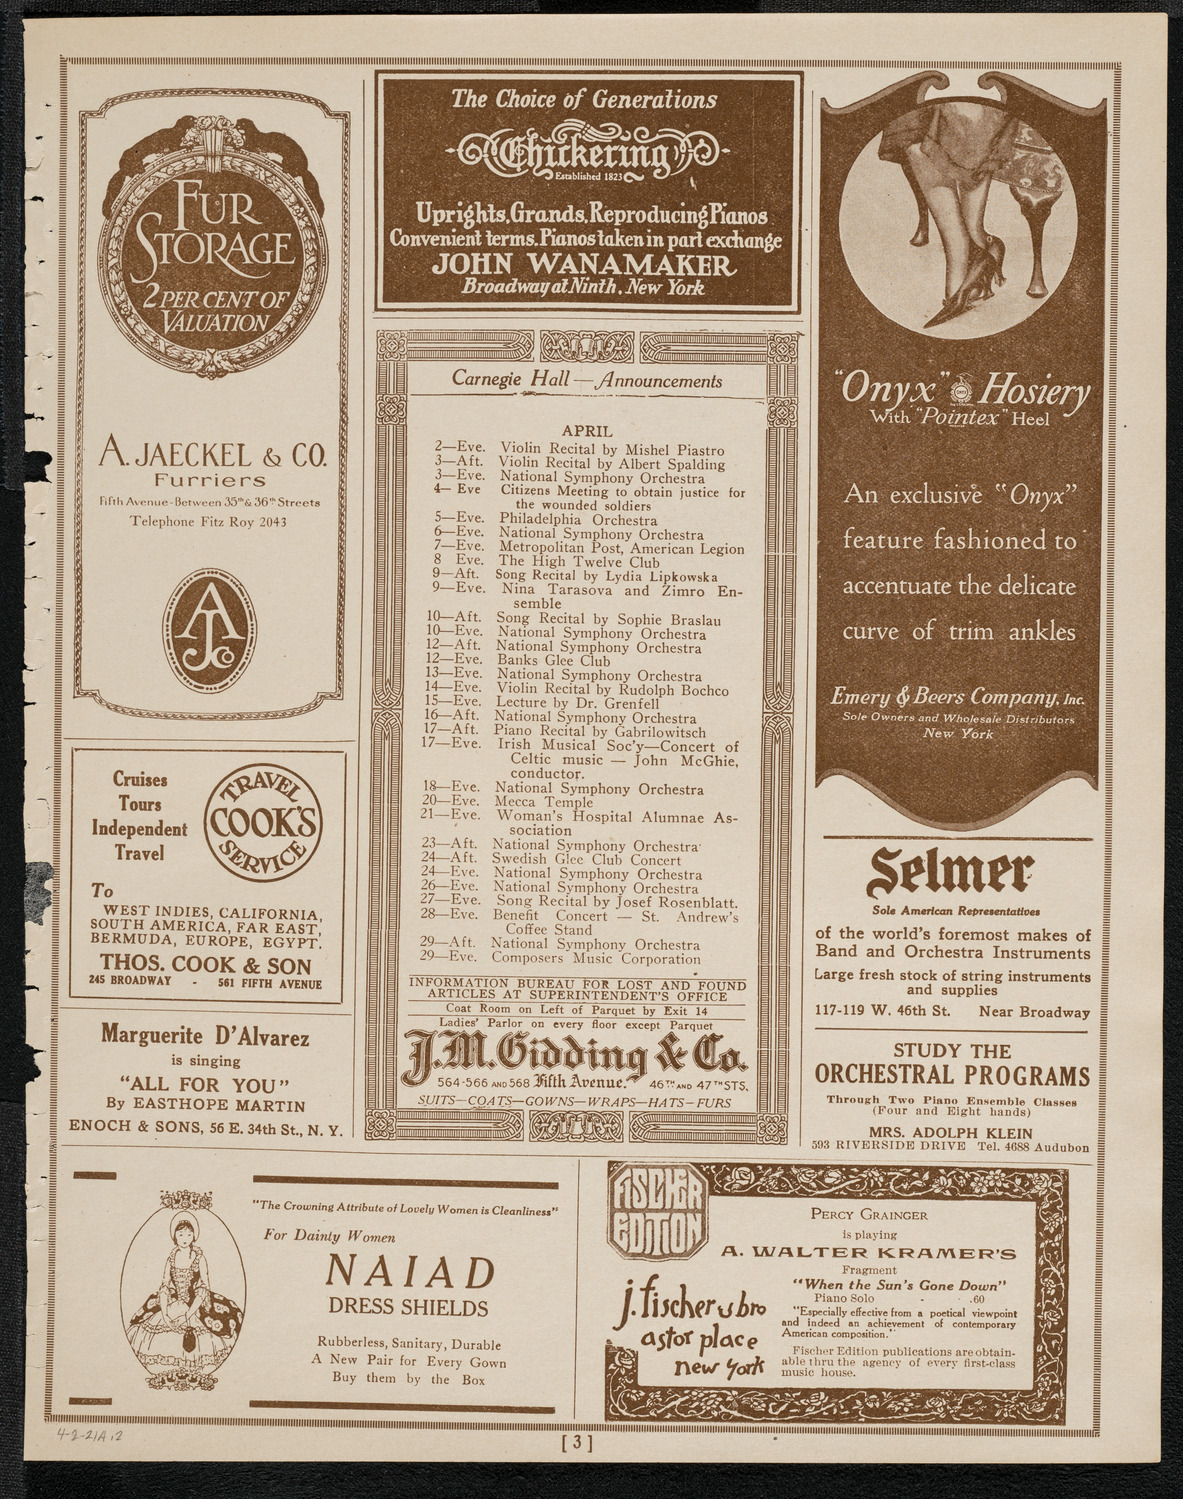 FUR
STORAGE
2 PER CENT OF
VALUATION
A. JAECKEL & CO.
Furriers
Fifth Avenue-Between 35th & 36th Streets
Telephone Fitz Roy 2043
AJCo
Cruises
Tours
Independent
Travel
TRAVEL
COOK'S
SERVICE
To
WEST INDIES, CALIFORNIA,
SOUTH AMERICA, FAR EAST,
BERMUDA, EUROPE, EGYPT.
THOS. COOK & SON
245 BROADWAY - 561 FIFTH AVENUE
Marguerite D'Alvarez
is singing
"ALL FOR YOU"
By EASTHOPE MARTIN
ENOCH & SONS, 56 E. 34th St., N. Y.
The Choice of Generations
Chickering
Established 1823
Uprights, Grands, Reproducing Pianos
Convenient terms. Pianos taken in part exchange
JOHN WANAMAKER
Broadway at Ninth, New York
Carnegie Hall — Announcements
APRIL
2—Eve. Violin Recital by Mishel Piastro
3—Aft. Violin Recital by Albert Spalding
3—Eve. National Symphony Orchestra
4— Eve Citizens Meeting to obtain justice for
the wounded soldiers
5—Eve. Philadelphia Orchestra
6—Eve. National Symphony Orchestra
7—Eve. Metropolitan Post, American Legion
8 Eve. The High Twelve Club
9—Aft. Song Recital by Lydia Lipkowska
9—Eve. Nina Tarasova and Zimro En-
semble
10—Aft. Song Recital by Sophie Braslau
10—Eve. National Symphony Orchestra
12—Aft. National Symphony Orchestra
12—Eve. Banks Glee Club
13—Eve. National Symphony Orchestra
14—Eve. Violin Recital by Rudolph Bochco
15—Eve. Lecture by Dr. Grenfell
16—Aft. National Symphony Orchestra
17—Aft. Piano Recital by Gabrilowitsch
17—Eve. Irish Musical Soc'y—Concert of
Celtic music — John McGhie,
conductor.
18—Eve. National Symphony Orchestra
20—Eve. Mecca Temple
21—Eve. Woman's Hospital Alumnae As-
sociation
23—Aft. National Symphony Orchestra
24—Aft. Swedish Glee Club Concert
24—Eve. National Symphony Orchestra
26—Eve. National Symphony Orchestra
27—Eve. Song Recital by Josef Rosenblatt.
28—Eve. Benefit Concert — St. Andrew's
Coffee Stand
29—Aft. National Symphony Orchestra
29—Eve. Composers Music Corporation
INFORMATION BUREAU FOR LOST AND FOUND
ARTICLES AT SUPERINTENDENT'S OFFICE
Coat Room on Left of Parquet by Exit 14
Ladies' Parlor on every floor except Parquet
J.M. Gidding & Co.
564-566 AND 568 Fifth Avenue. 46TH AND 47TH STS.
SUITS—COATS—GOWNS—WRAPS—HATS—FURS
"Onyx" Hosiery
With "Pointex" Heel
An exclusive "Onyx"
feature fashioned to
accentuate the delicate
curve of trim ankles
Emery & Beers Company, Inc.
Sole Owners and Wholesale Distributors
New York
Selmer
Sole American Representatives
of the world's foremost makes of
Band and Orchestra Instruments
Large fresh stock of string instruments
and supplies
117-119 W. 46th St. Near Broadway
STUDY THE
ORCHESTRAL PROGRAMS
Through Two Piano Ensemble Classes
(Four and Eight hands)
MRS. ADOLPH KLEIN
593 RIVERSIDE DRIVE Tel. 4688 Audubon
"The Crowning Attribute of Lovely Women is Cleanliness"
For Dainty Women
NAIAD
DRESS SHIELDS
Rubberless, Sanitary, Durable
A New Pair for Every Gown
Buy them by the Box
FISCHER
EDITION
j. fischer & bro
astor place
new york
PERCY GRAINGER
is playing
A. WALTER KRAMER'S
Fragment
"When the Sun's Gone Down"
Piano Solo - - .60
"Especially effective from a poetical viewpoint
and indeed an achievement of contemporary
American composition."
Fischer Edition publications are obtain-
able thru the agency of every first-class
music house.
4-2-21A.12
[ 3 ]